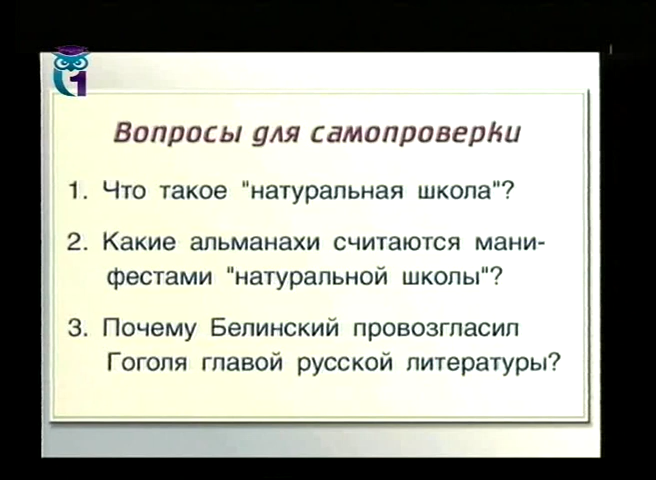 1
Вопросы для самопроверки
1. Что такое "натуральная школа"?
2. Какие альманахи считаются мани-
фестами "натуральной школы"?
3. Почему Белинский провозгласил
Гоголя главой русской литературы?